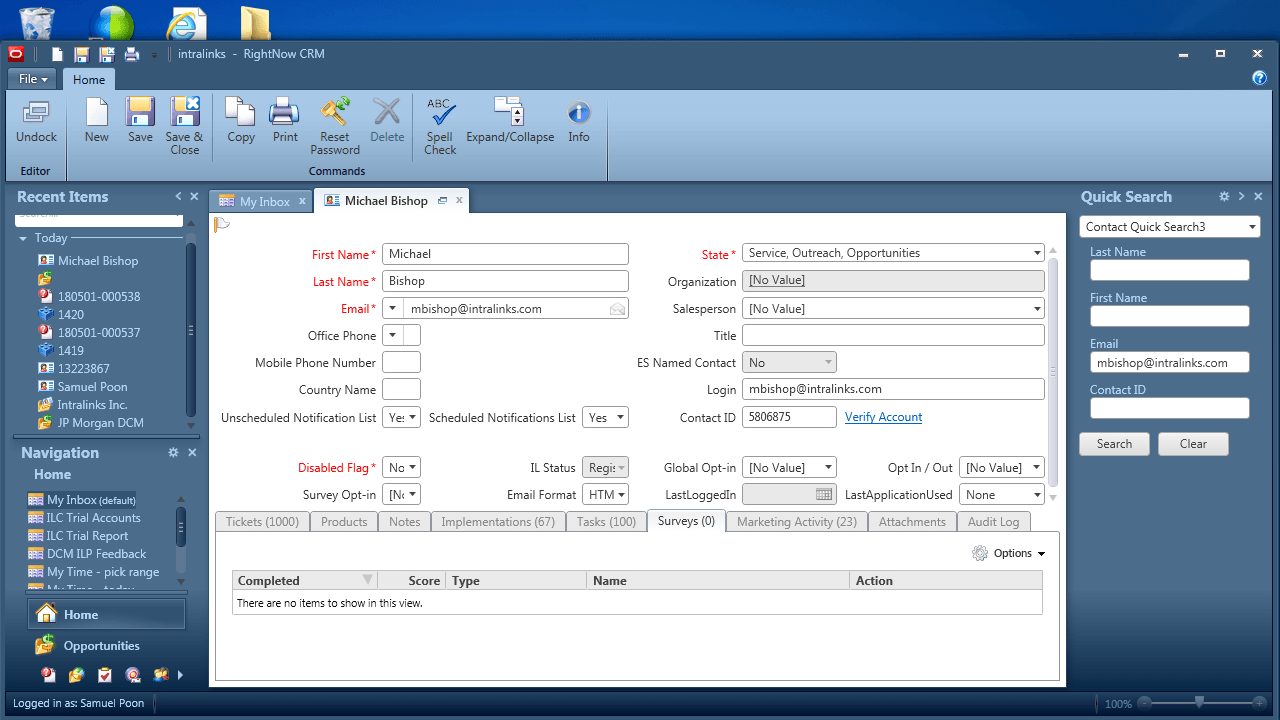 intralinks - RightNow CRM
File
Home
Undock
New
Save
Save & Close
Copy
Print
Reset Password
Delete
ABC
Spell Check
Expand/Collapse
Info
Editor
Commands
Recent Items
Today
Michael Bishop
180501-000538
1420
180501-000537
1419
13223867
Samuel Poon
Intralinks Inc.
JP Morgan DCM
Navigation
Home
My Inbox (default)
ILC Trial Accounts
ILC Trial Report
DCM ILP Feedback
My Time - pick range
Home
Opportunities
My Inbox
Michael Bishop
First Name* Michael
State* Service, Outreach, Opportunities
Last Name* Bishop
Organization [No Value]
Email* mbishop@intralinks.com
Salesperson [No Value]
Office Phone
Title
Mobile Phone Number
ES Named Contact No
Country Name
Login mbishop@intralinks.com
Unscheduled Notification List Yes Scheduled Notifications List Yes
Contact ID 5806875 Verify Account
Disabled Flag* No IL Status Regis Global Opt-in [No Value] Opt In / Out [No Value]
Survey Opt-in [No Email Format HTM LastLoggedIn LastApplicationUsed None
Tickets (1000) Products Notes Implementations (67) Tasks (100) Surveys (0) Marketing Activity (23) Attachments Audit Log
Options
Completed Score Type Name Action
There are no items to show in this view.
Quick Search
Contact Quick Search3
Last Name
First Name
Email
mbishop@intralinks.com
Contact ID
Search Clear
Logged in as: Samuel Poon
100%